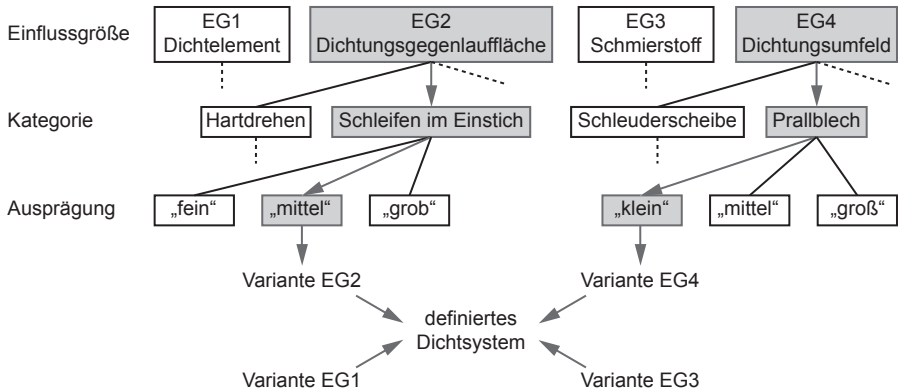 Einflussgröße
EG1
Dichtelement
EG2
Dichtungsgegenlauffläche
EG3
Schmierstoff
EG4
Dichtungsumfeld
Kategorie
Hartdrehen
Schleifen im Einstich
Schleuderscheibe
Prallblech
Ausprägung
„fein“
„mittel“
„grob“
„klein“
„mittel“
„groß“
Variante EG2
Variante EG4
definiertes
Dichtsystem
Variante EG1
Variante EG3